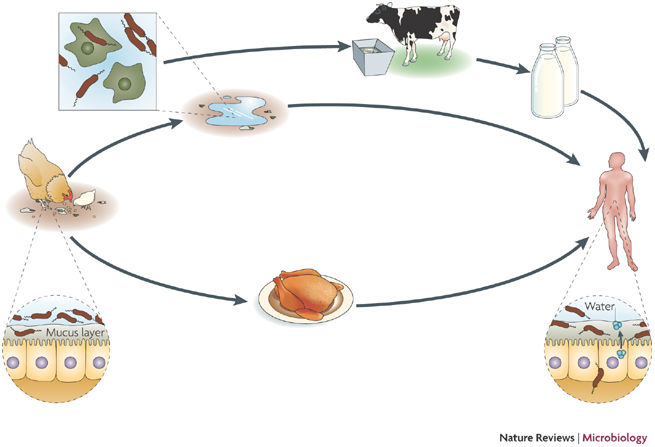 Mucus layer
Water
Nature Reviews | Microbiology